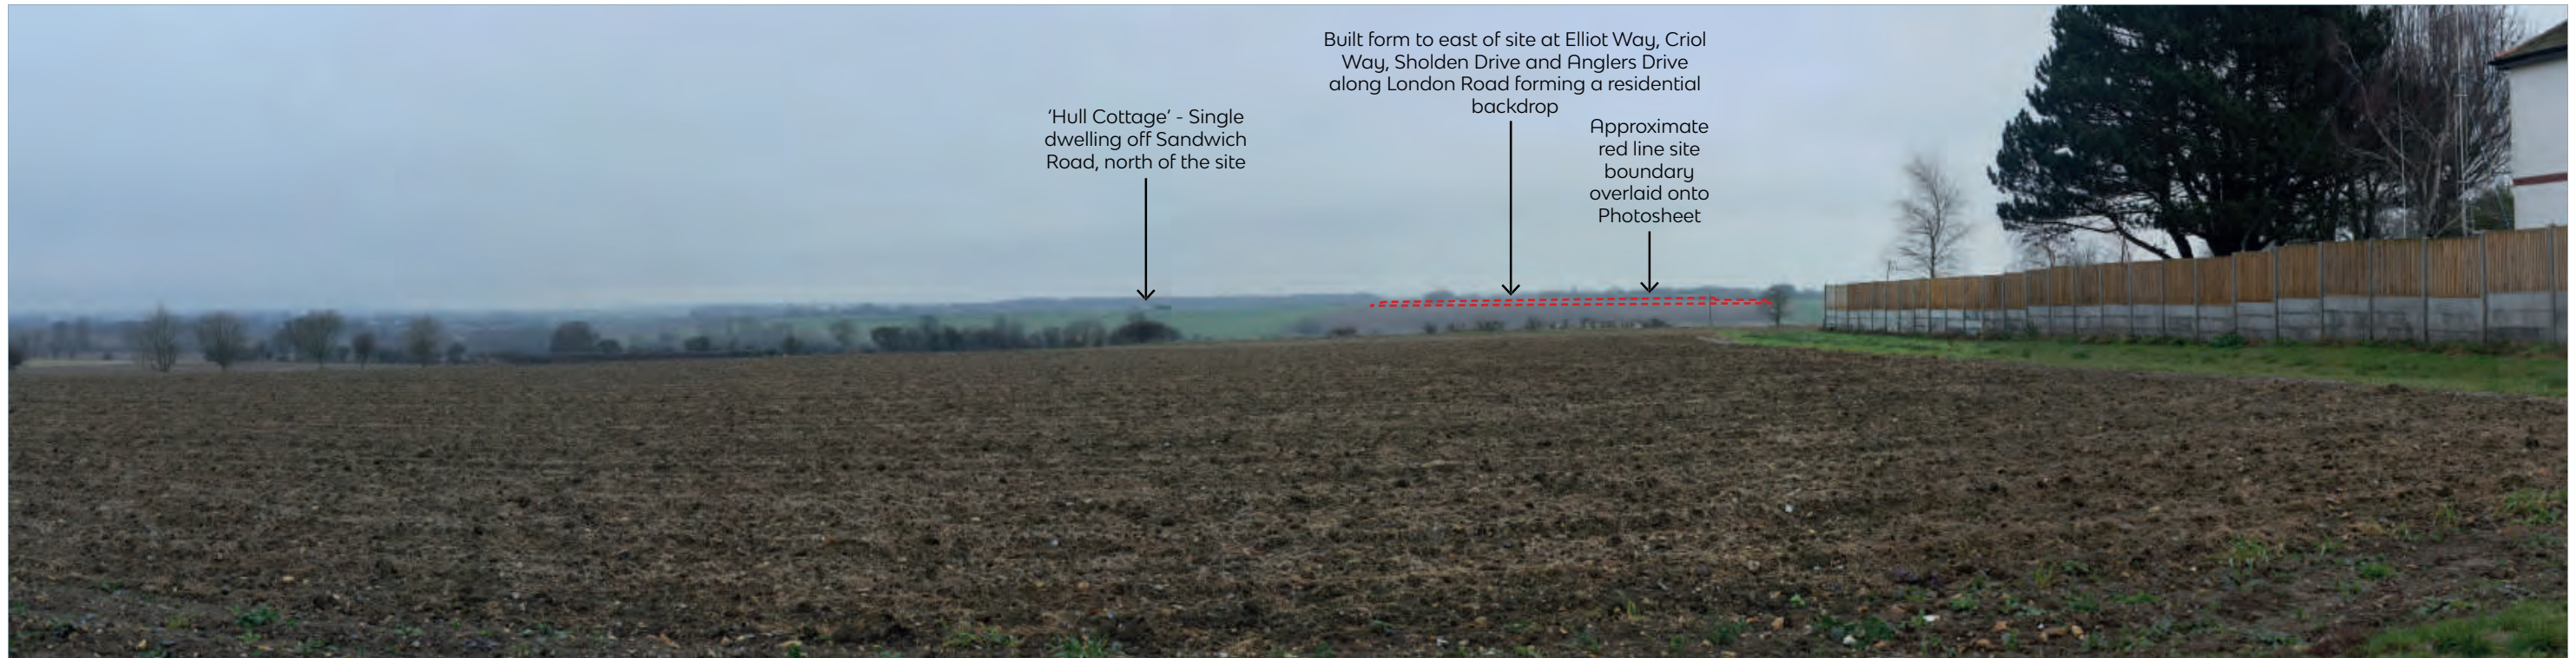 'Hull Cottage' - Single
dwelling off Sandwich
Road, north of the site
Built form to east of site at Elliot Way, Criol
Way, Sholden Drive and Anglers Drive
along London Road forming a residential
backdrop
Approximate
red line site
boundary
overlaid onto
Photosheet